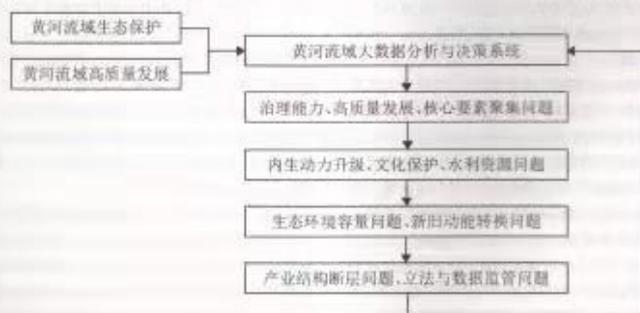 黄河流域生态保护
黄河流域高质量发展
黄河流域大数据分析与决策系统
治理能力、高质量发展、核心要素聚集问题
内生动力升级、文化保护、水利资源问题
生态环境容量问题、新旧动能转换问题
产业结构断层问题、立法与数据监管问题